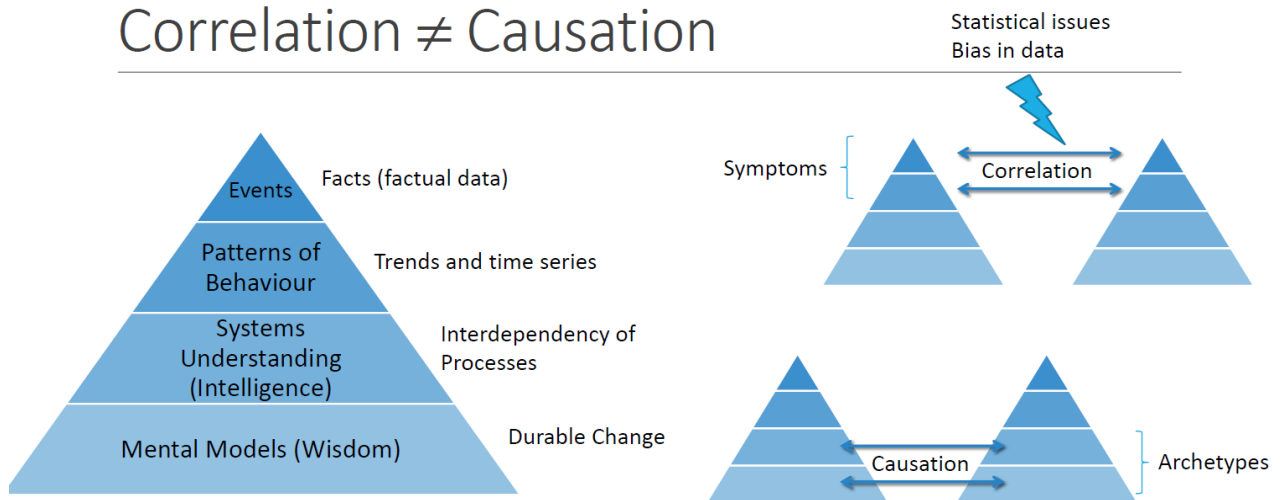 Correlation ≠ Causation
Statistical issues
Bias in data
Events
Facts (factual data)
Patterns of
Behaviour
Trends and time series
Systems
Understanding
(Intelligence)
Interdependency of
Processes
Mental Models (Wisdom)
Durable Change
Symptoms
Correlation
Causation
Archetypes